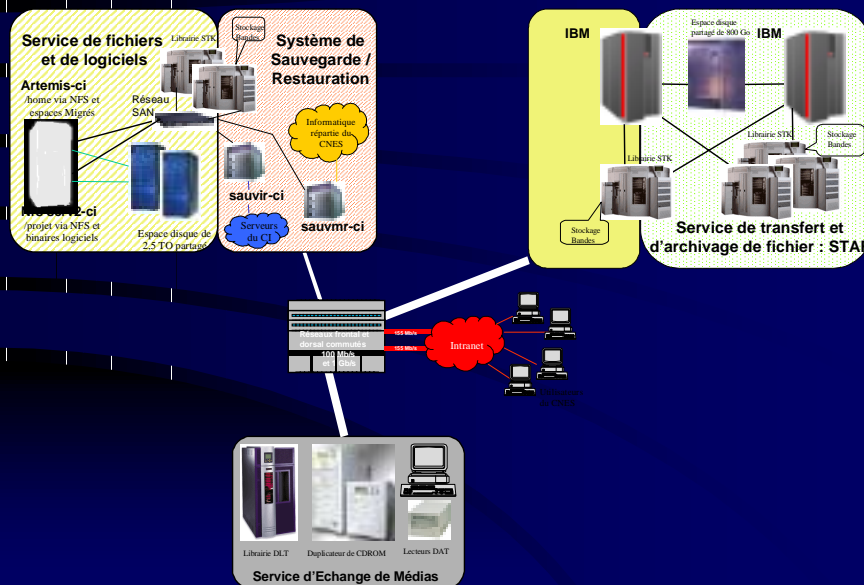 Service de fichiers
et de logiciels
Artemis-ci
/home via NFS et
espaces Migrés
Librairie STK
Réseau
SAN
Stockage
Bandes
/projet via NFS et
binaires logiciels
Espace disque de
2,5 TO partagé
Système de
Sauvegarde /
Restauration
Informatique
répartie du
CNES
sauvir-ci
Serveurs
du CI
sauvmr-ci
IBM
Espace disque
partagé de 800 Go
IBM
Librairie STK
Stockage
Bandes
Librairie STK
Stockage
Bandes
Service de transfert et
d'archivage de fichier : STAF
Réseaux frontal et
dorsal commutés
100 Mb/s
et 1 Gb/s
155 Mb/s
155 Mb/s
Intranet
Librairie DLT
Duplicateur de CDROM
Lecteurs DAT
Service d'Echange de Médias